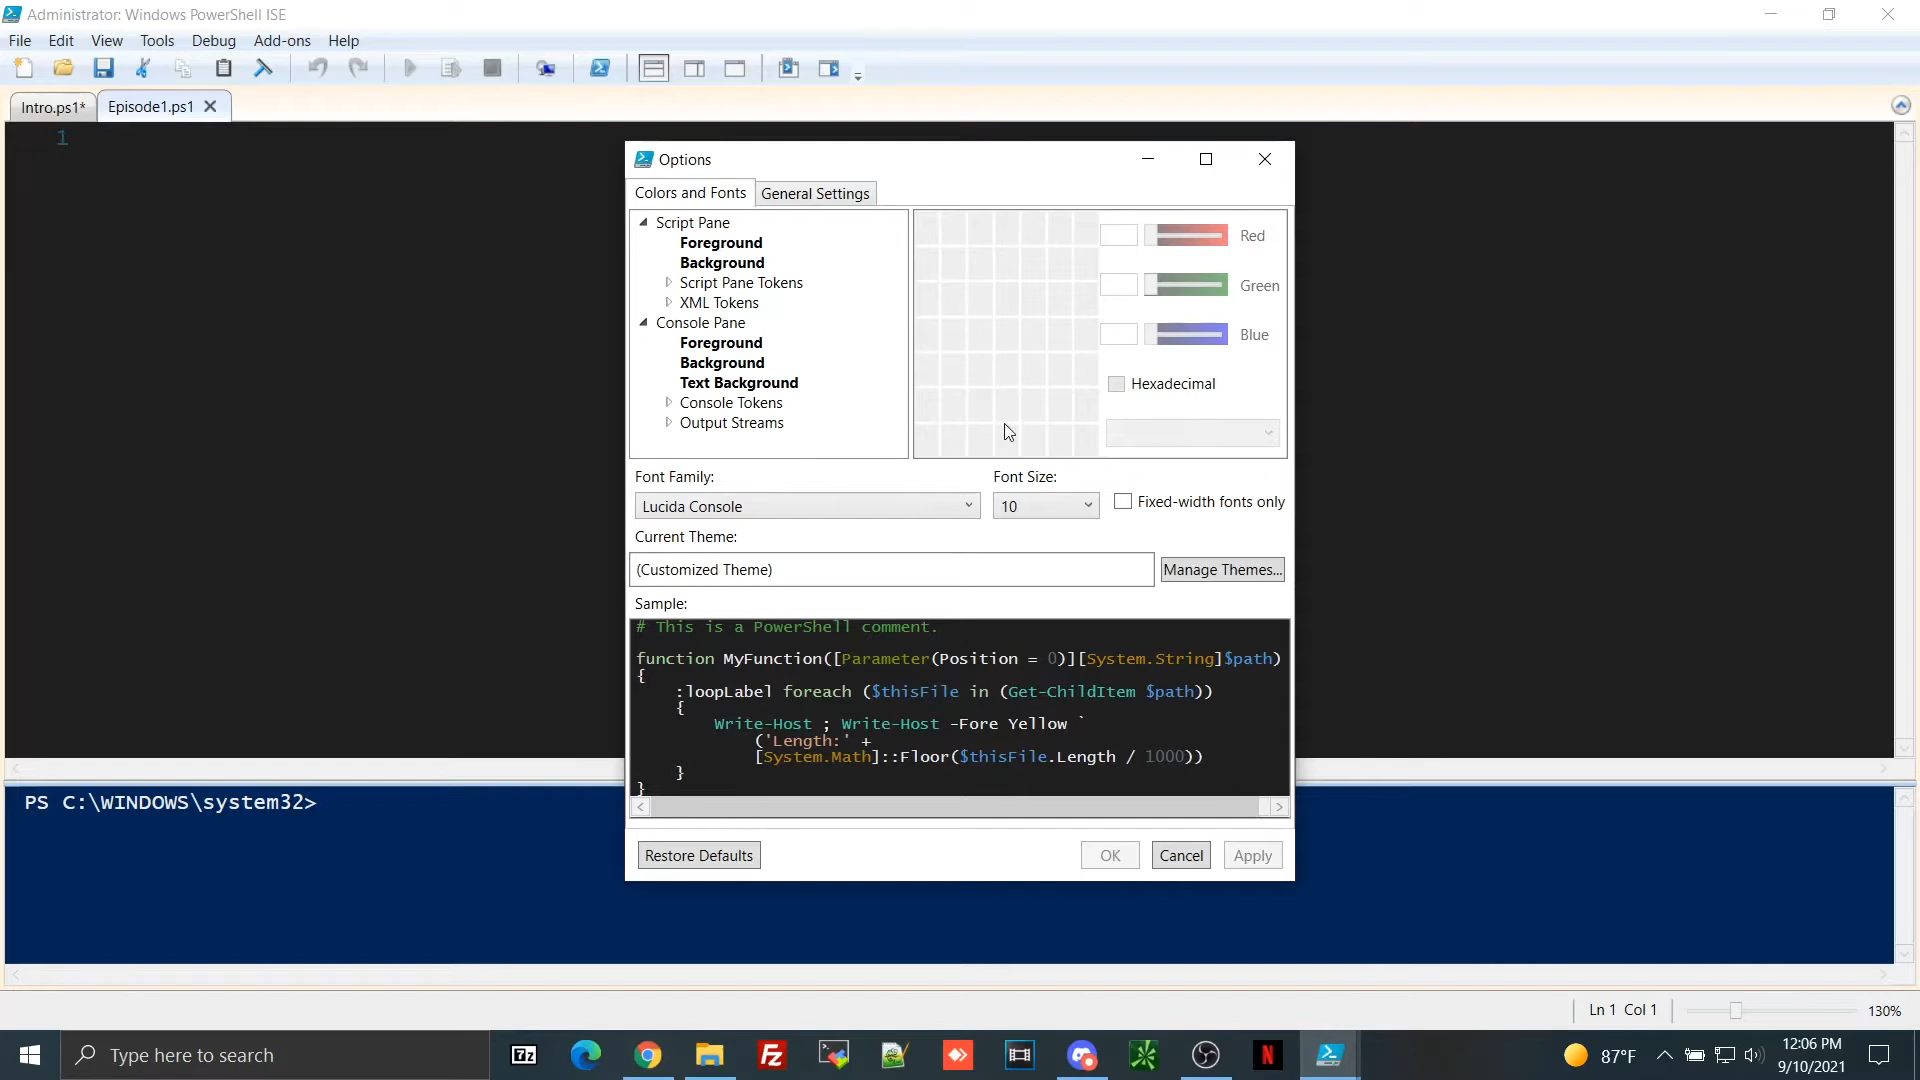 Administrator: Windows PowerShell ISE
File Edit View Tools Debug Add-ons Help
Intro.ps1* Episode1.ps1
1
Options
Colors and Fonts General Settings
Script Pane
Foreground
Background
Script Pane Tokens
XML Tokens
Console Pane
Foreground
Background
Text Background
Console Tokens
Output Streams
Red
Green
Blue
Hexadecimal
Font Family: Font Size:
Lucida Console 10 Fixed-width fonts only
Current Theme:
(Customized Theme) Manage Themes...
Sample:
# This is a PowerShell comment.
function MyFunction([Parameter(Position = 0)][System.String]$path)
{
:loopLabel foreach ($thisFile in (Get-ChildItem $path))
{
Write-Host ; Write-Host -Fore Yellow `
('Length:' +
[System.Math]::Floor($thisFile.Length / 1000))
}
}
Restore Defaults OK Cancel Apply
PS C:\WINDOWS\system32>
Ln 1 Col 1 130%
Type here to search
7z
Fz
N
87°F
12:06 PM
9/10/2021